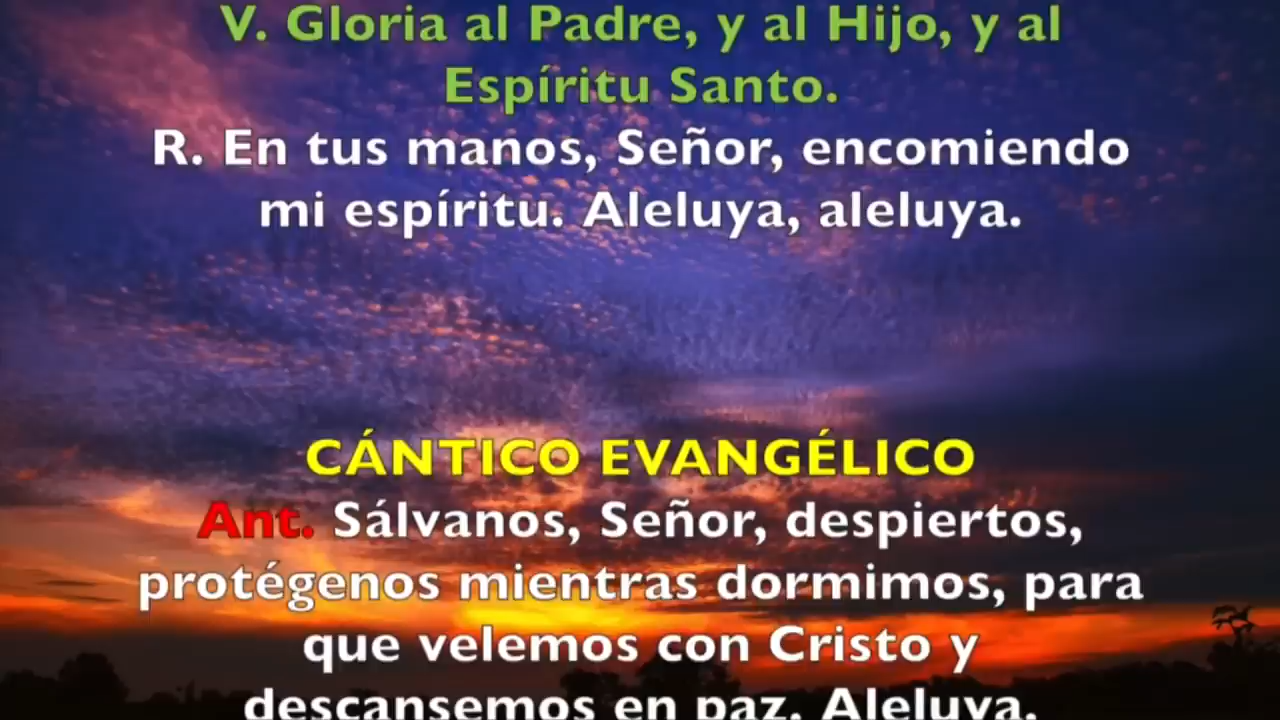 V. Gloria al Padre, y al Hijo, y al
Espíritu Santo.
R. En tus manos, Señor, encomiendo
mi espíritu. Aleluya, aleluya.
CÁNTICO EVANGÉLICO
Ant. Sálvanos, Señor, despiertos,
protégenos mientras dormimos, para
que velemos con Cristo y
descansemos en paz. Aleluya.